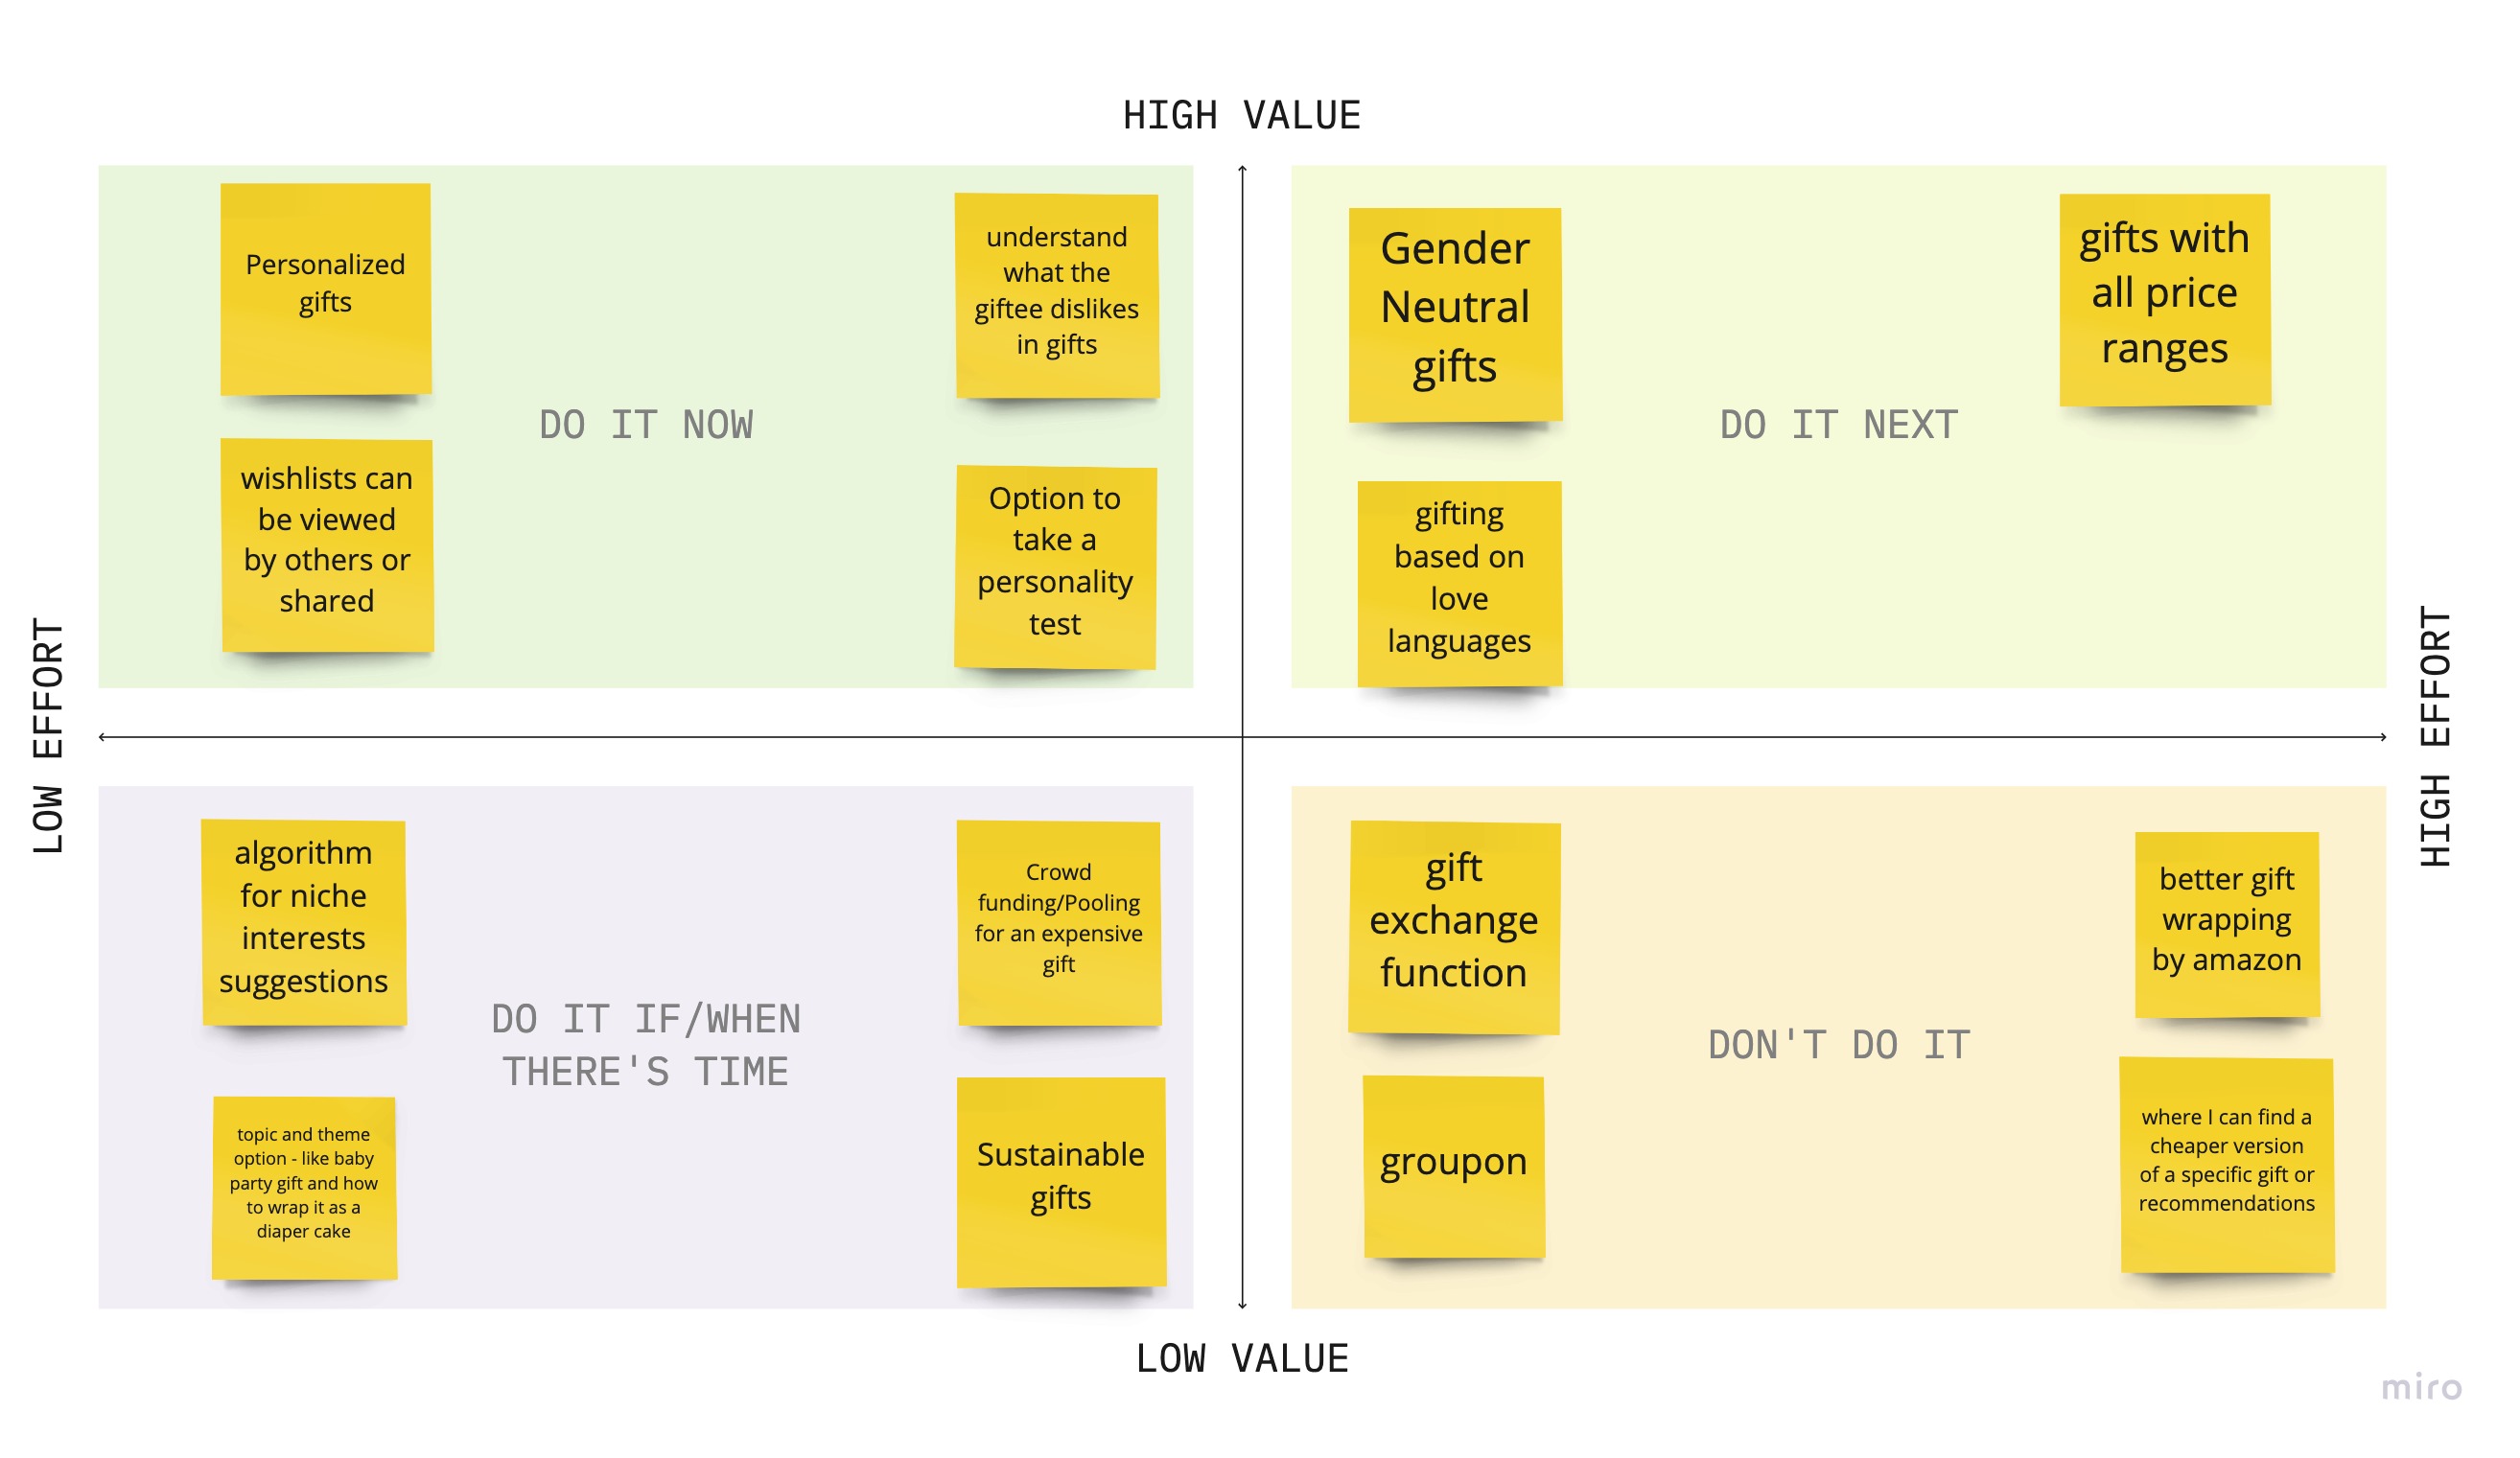 HIGH VALUE
Personalized
gifts
understand
what the
giftee dislikes
in gifts
DO IT NOW
wishlists can
be viewed
by others or
shared
Option to
take a
personality
test
Gender
Neutral
gifts
gifts with
all price
ranges
DO IT NEXT
gifting
based on
love
languages
LOW EFFORT
HIGH EFFORT
algorithm
for niche
interests
suggestions
Crowd
funding/Pooling
for an expensive
gift
DO IT IF/WHEN
THERE'S TIME
topic and theme
option - like baby
party gift and how
to wrap it as a
diaper cake
Sustainable
gifts
gift
exchange
function
better gift
wrapping
by amazon
DON'T DO IT
groupon
where I can find a
cheaper version
of a specific gift or
recommendations
LOW VALUE
miro